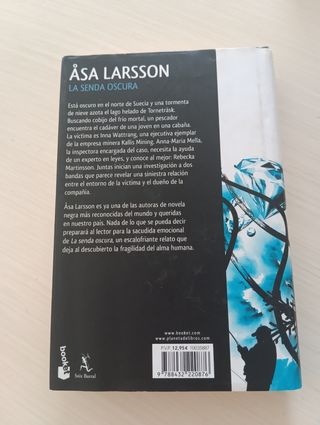 ÅSA LARSSON
LA SENDA OSCURA
Está oscuro en el norte de Suecia y una tormenta
de nieve azota el lago helado de Torneträsk.
Buscando cobijo del frío mortal, un pescador
encuentra el cadáver de una joven en una cabaña.
La víctima es Inna Wattrang, una ejecutiva ejemplar
de la empresa minera Kallis Mining. Anna-Maria Mella,
la inspectora encargada del caso, necesita la ayuda
de un experto en leyes, y conoce al mejor: Rebecka
Martinsson. Juntas inician una investigación a dos
bandas que parece revelar una siniestra relación
entre el entorno de la víctima y el dueño de la
compañía.
Åsa Larsson es ya una de las autoras de novela
negra más reconocidas del mundo y queridas
en nuestro país. Nada de lo que se pueda decir
preparará al lector para la sacudida emocional
de La senda oscura, un escalofriante relato que
deja al descubierto la fragilidad del alma humana.
www.booket.com
www.planetadelibros.com
P.V.P. 12,95 € 10035887
9788432220876
booket
Seix Barral